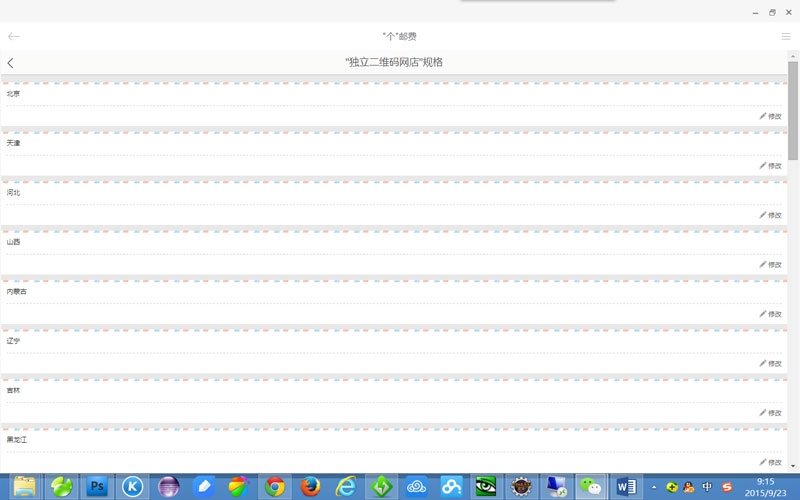 "个"邮费
"独立二维码网店"规格
北京
修改
天津
修改
河北
修改
山西
修改
内蒙古
修改
辽宁
修改
吉林
修改
黑龙江
修改
Ps
K
W
中
S
9:15
2015/9/23